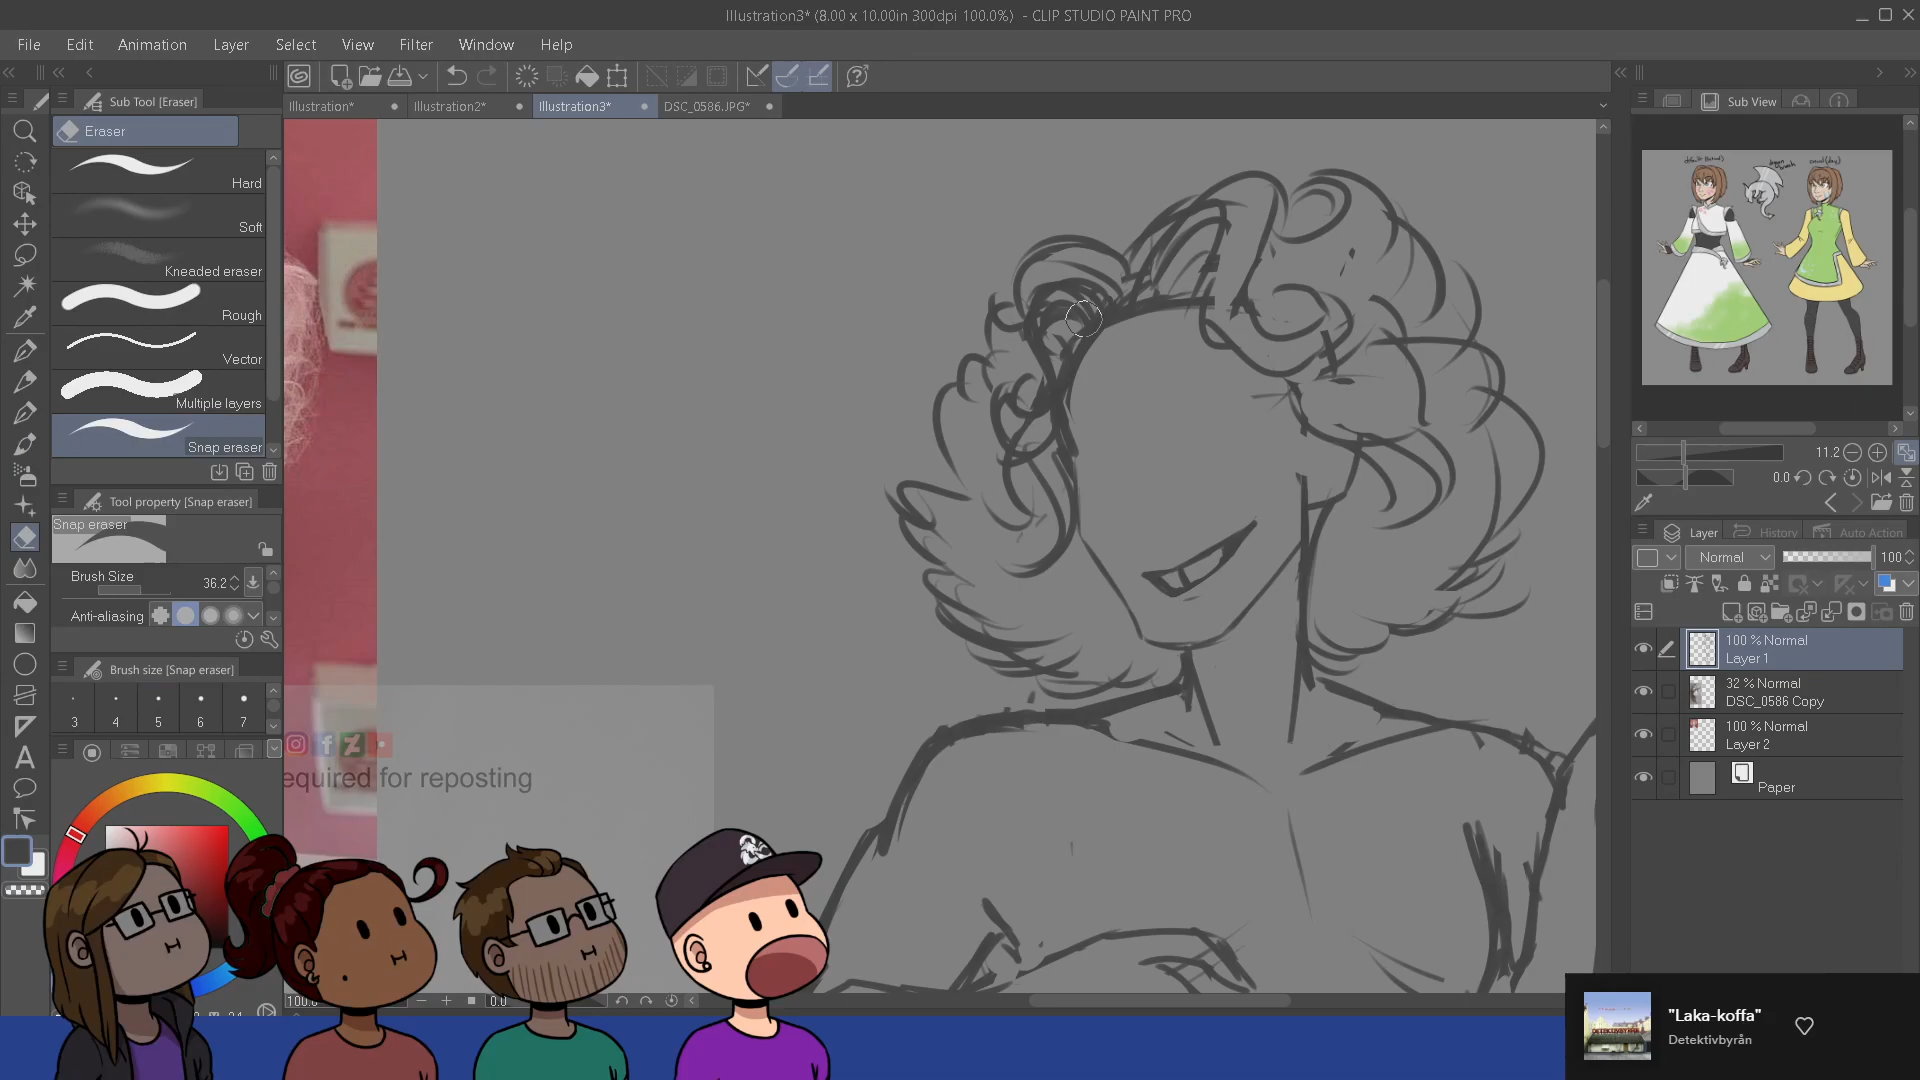 Illustration3* (8.00 x 10.00in 300dpi 100.0%) - CLIP STUDIO PAINT PRO
File Edit Animation Layer Select View Filter Window Help
Sub Tool [Eraser]
Illustration* Illustration2* Illustration3* DSC_0586.JPG*
Sub View
Eraser
Hard
Soft
Kneaded eraser
Rough
Vector
Multiple layers
Snap eraser
Tool property [Snap eraser]
Snap eraser
Brush Size 36.2
Anti-aliasing
Brush size [Snap eraser]
3 4 5 6 7
equired for reposting
100.0 0.0
11.2
0.0
Layer History Auto Action
Normal 100
100 % Normal
Layer 1
32 % Normal
DSC_0586 Copy
100 % Normal
Layer 2
Paper
"Laka-koffa"
Detektivbyrån